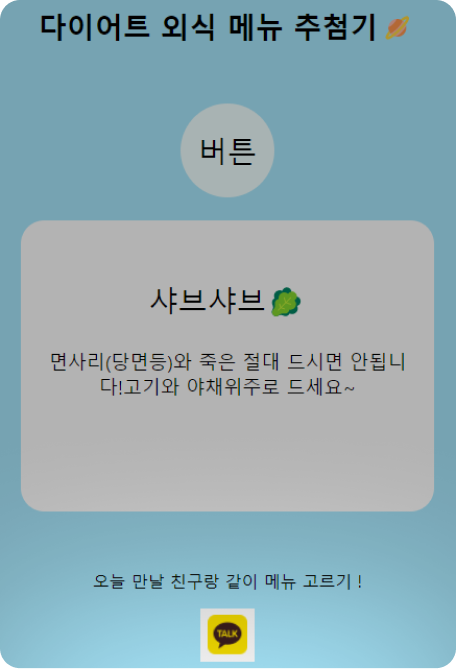 다이어트 외식 메뉴 추첨기🪐
버튼
샤브샤브🥬
면사리(당면등)와 죽은 절대 드시면 안됩니
다!고기와 야채위주로 드세요~
오늘 만날 친구랑 같이 메뉴 고르기 !
TALK